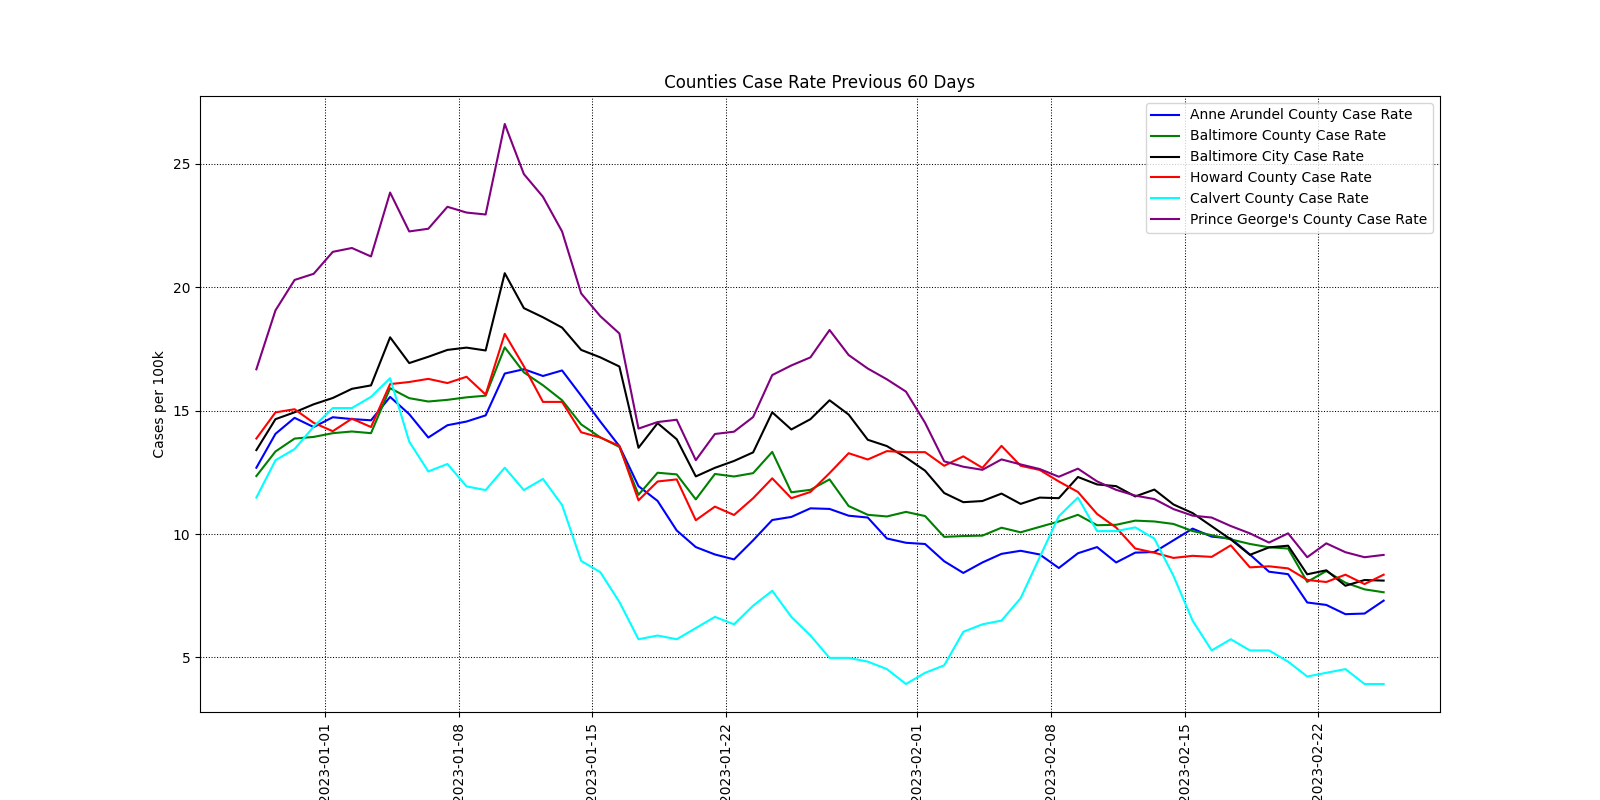 Counties Case Rate Previous 60 Days
Anne Arundel County Case Rate
Baltimore County Case Rate
Baltimore City Case Rate
Howard County Case Rate
Calvert County Case Rate
Prince George's County Case Rate
Cases per 100k
25
20
15
10
5
2023-01-01
2023-01-08
2023-01-15
2023-01-22
2023-02-01
2023-02-08
2023-02-15
2023-02-22